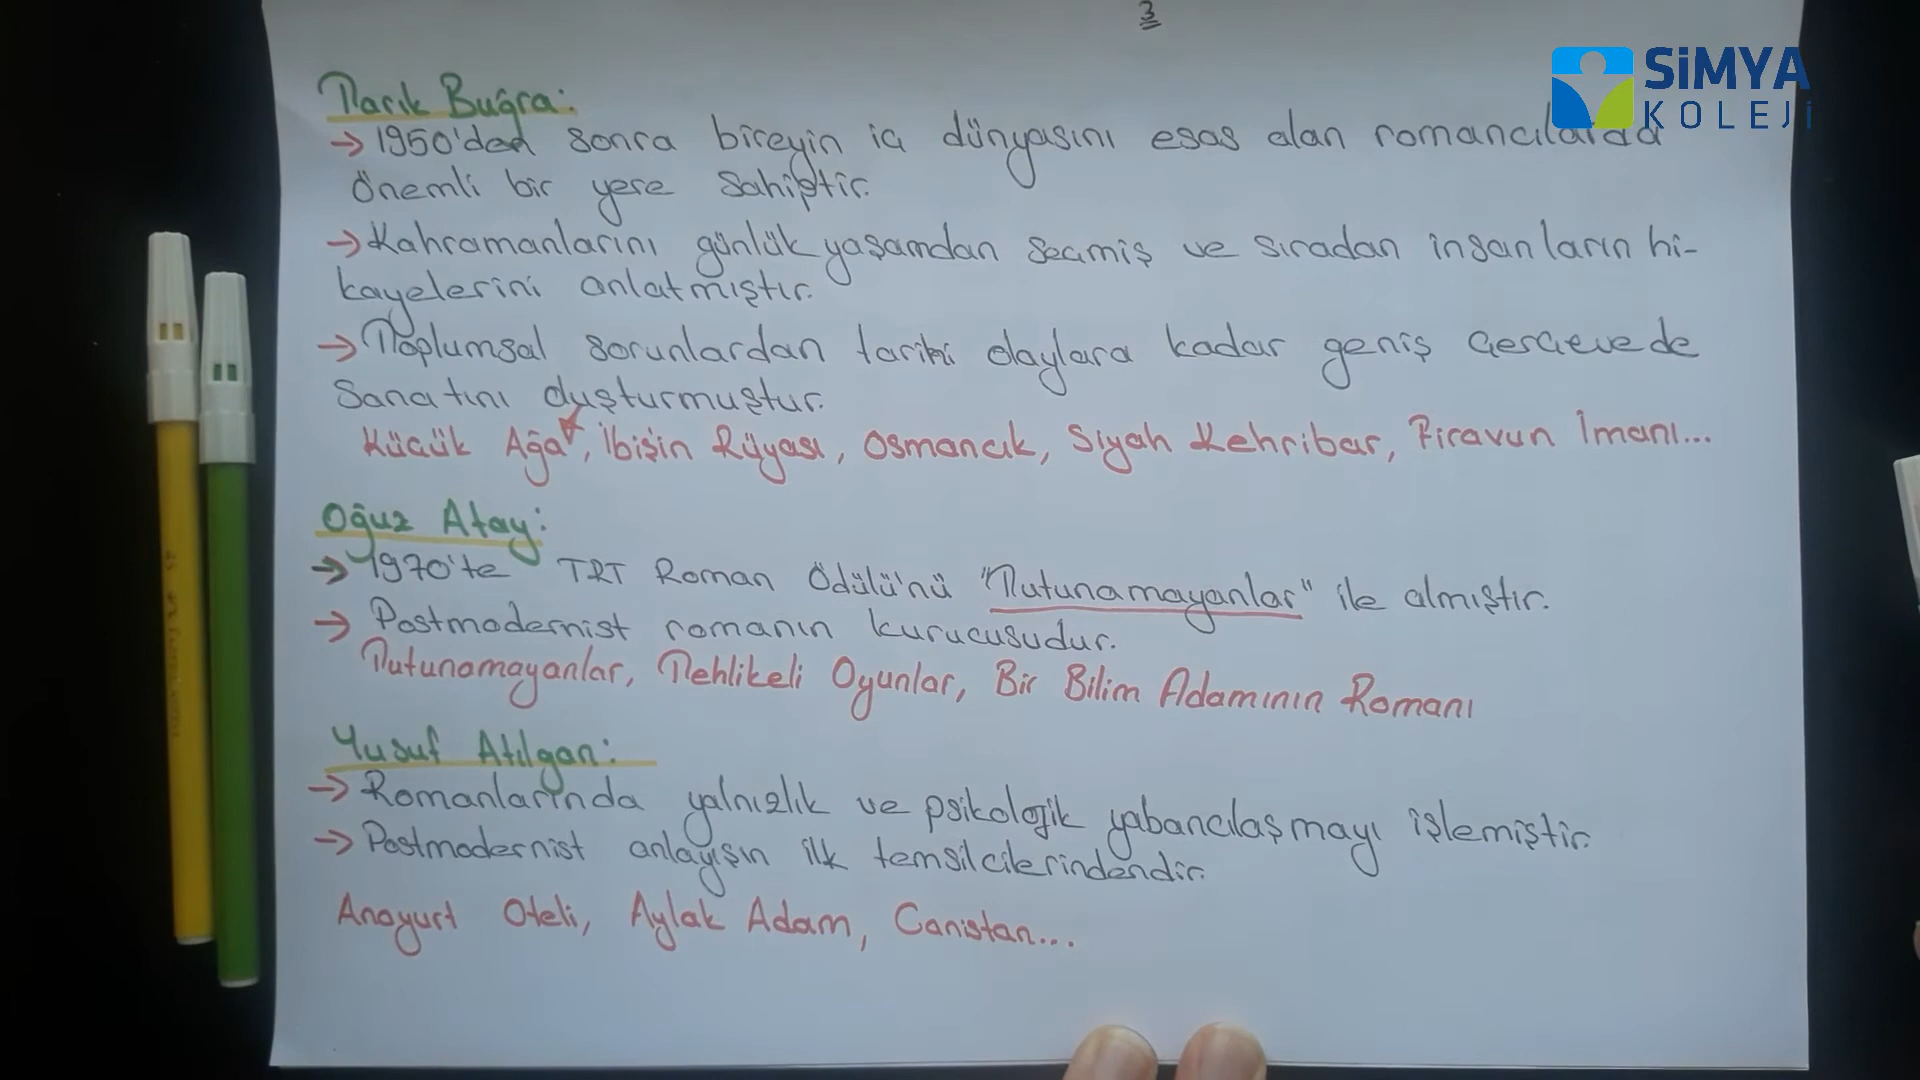 3
SiMYA
KOLEJi
Tarık Buğra:
→ 1950'den sonra bireyin iç dünyasını esas alan romancılarda
önemli bir yere sahiptir.
→ Kahramanlarını günlük yaşamdan seçmiş ve sıradan insanların hi-
kayelerini anlatmıştır.
→ Toplumsal sorunlardan tarihi olaylara kadar geniş çerçevede
sanatını oluşturmuştur.
Küçük Ağa, İbiş'in Rüyası, Osmancık, Siyah Kehribar, Firavun İmanı...
Oğuz Atay:
→ 1970'te TRT Roman Ödülü'nü "Tutunamayanlar" ile almıştır.
→ Postmodernist romanın kurucusudur.
Tutunamayanlar, Tehlikeli Oyunlar, Bir Bilim Adamının Romanı
Yusuf Atılgan:
→ Romanlarında yalnızlık ve psikolojik yabancılaşmayı işlemiştir.
→ Postmodernist anlayışın ilk temsilcilerindendir.
Anayurt Oteli, Aylak Adam, Canistan...